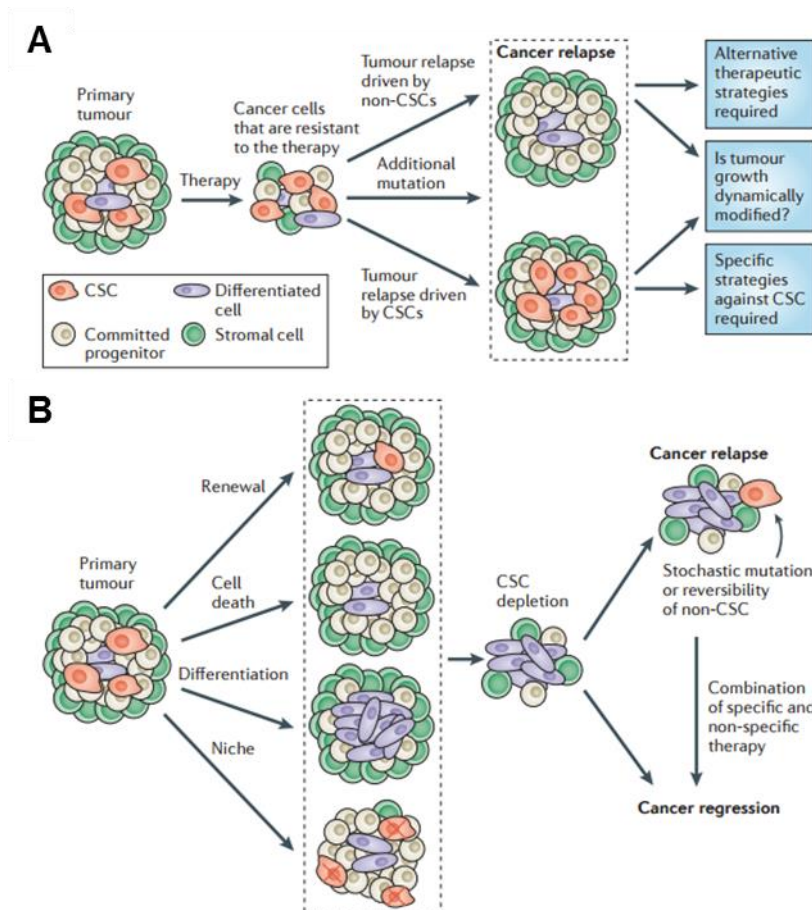 A
Primary
tumour
Therapy
Cancer cells
that are resistant
to the therapy
Tumour relapse
driven by
non-CSCs
Additional
mutation
Tumour
relapse driven
by CSCs
Cancer relapse
Alternative
therapeutic
strategies
required
Is tumour
growth
dynamically
modified?
Specific
strategies
against CSC
required
CSC
Differentiated
cell
Committed
progenitor
Stromal cell
B
Primary
tumour
Renewal
Cell
death
Differentiation
Niche
CSC
depletion
Cancer relapse
Stochastic mutation
or reversibility
of non-CSC
Combination
of specific and
non-specific
therapy
Cancer regression